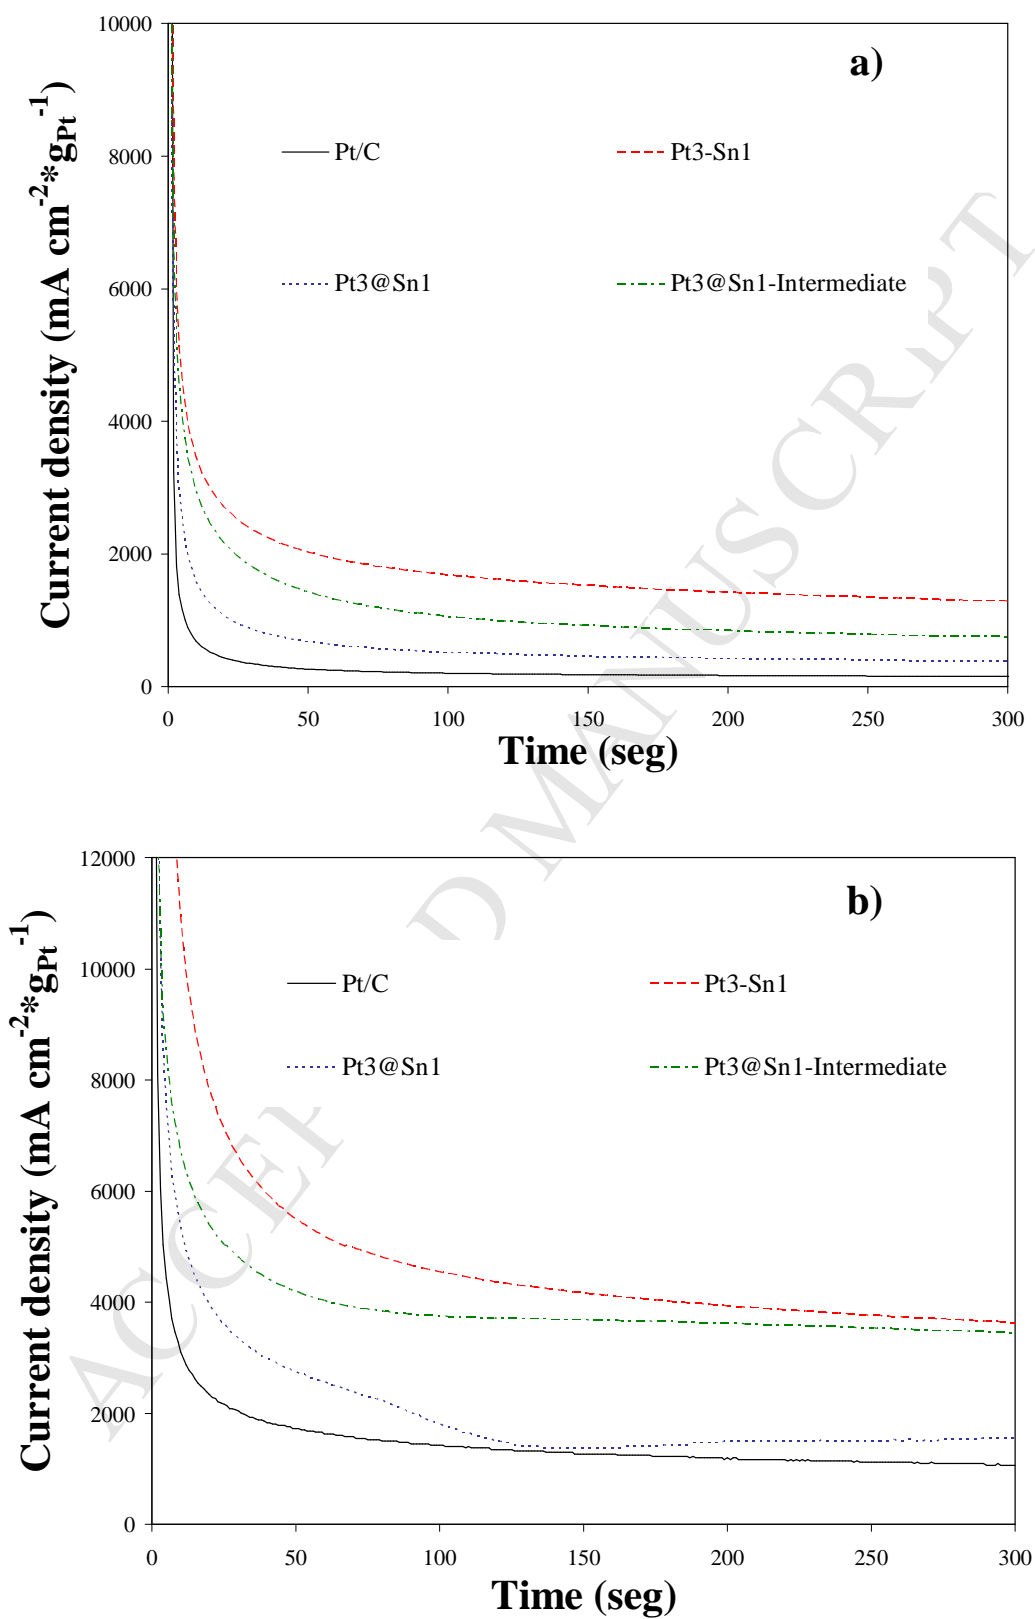 10000
a)
8000
Pt/C
Pt3-Sn1
6000
Pt3@Sn1
Pt3@Sn1-Intermediate
4000
2000
0
0 50 100 150 200 250 300
Time (seg)
Current density (mA cm-2*gPt-1)
12000
b)
10000
Pt/C
Pt3-Sn1
8000
Pt3@Sn1
Pt3@Sn1-Intermediate
6000
4000
2000
0
0 50 100 150 200 250 300
Time (seg)
Current density (mA cm-2*gPt-1)
ACCEPTED MANUSCRIPT